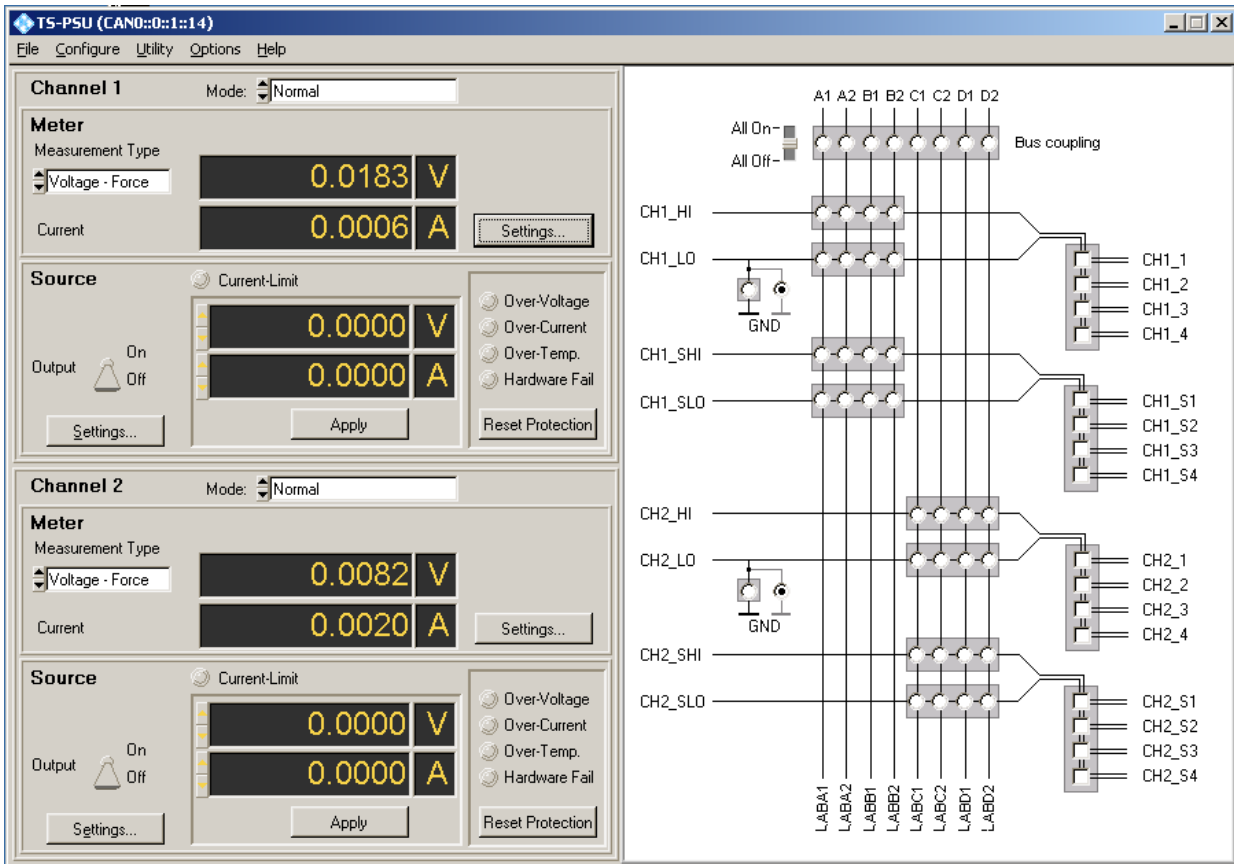 TS-PSU (CAN0::0::1::14)
File Configure Utility Options Help
Channel 1
Mode: Normal
Meter
Measurement Type
Voltage - Force
0.0183 V
Current
0.0006 A
Settings...
Source
Current-Limit
0.0000 V
0.0000 A
Output
On
Off
Settings...
Apply
Over-Voltage
Over-Current
Over-Temp.
Hardware Fail
Reset Protection
Channel 2
Mode: Normal
Meter
Measurement Type
Voltage - Force
0.0082 V
Current
0.0020 A
Settings...
Source
Current-Limit
0.0000 V
0.0000 A
Output
On
Off
Settings...
Apply
Over-Voltage
Over-Current
Over-Temp.
Hardware Fail
Reset Protection
A1 A2 B1 B2 C1 C2 D1 D2
All On
All Off
Bus coupling
CH1_HI
CH1_LO
GND
CH1_1
CH1_2
CH1_3
CH1_4
CH1_SHI
CH1_SLO
CH1_S1
CH1_S2
CH1_S3
CH1_S4
CH2_HI
CH2_LO
GND
CH2_1
CH2_2
CH2_3
CH2_4
CH2_SHI
CH2_SLO
CH2_S1
CH2_S2
CH2_S3
CH2_S4
LABA1
LABA2
LABB1
LABB2
LABC1
LABC2
LABD1
LABD2